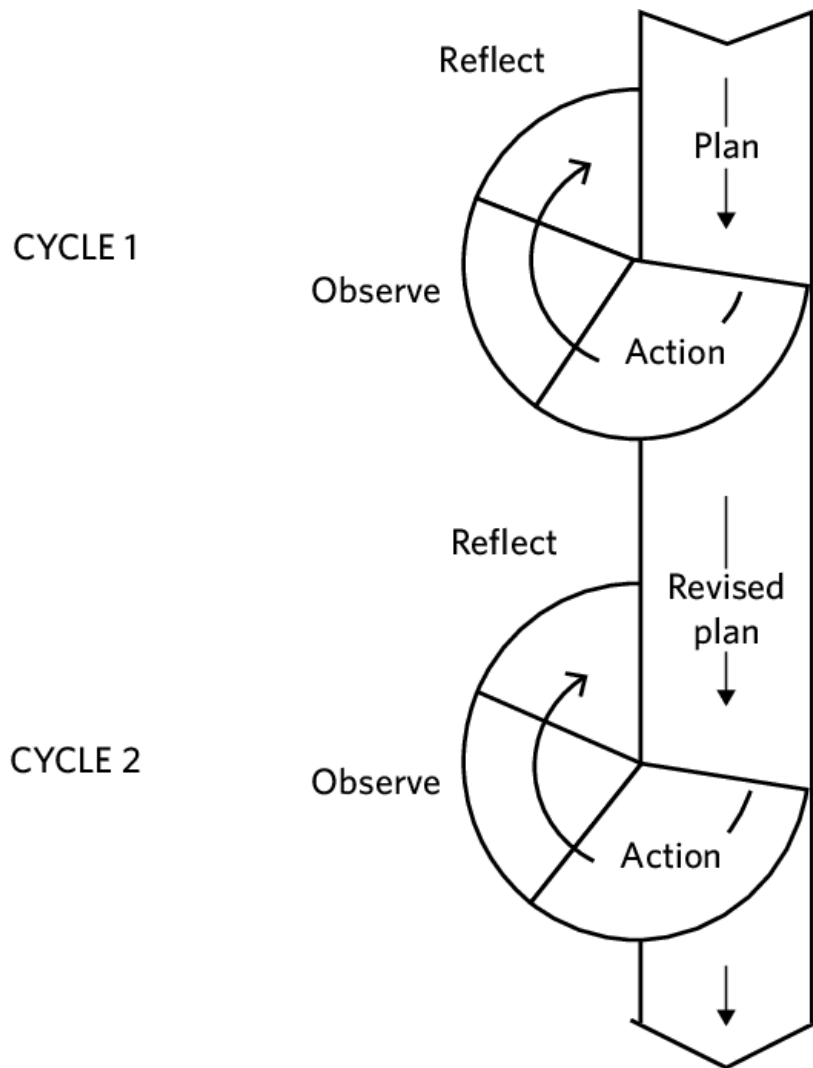 Reflect
Plan
CYCLE 1
Observe
Action
Reflect
Revised
plan
CYCLE 2
Observe
Action